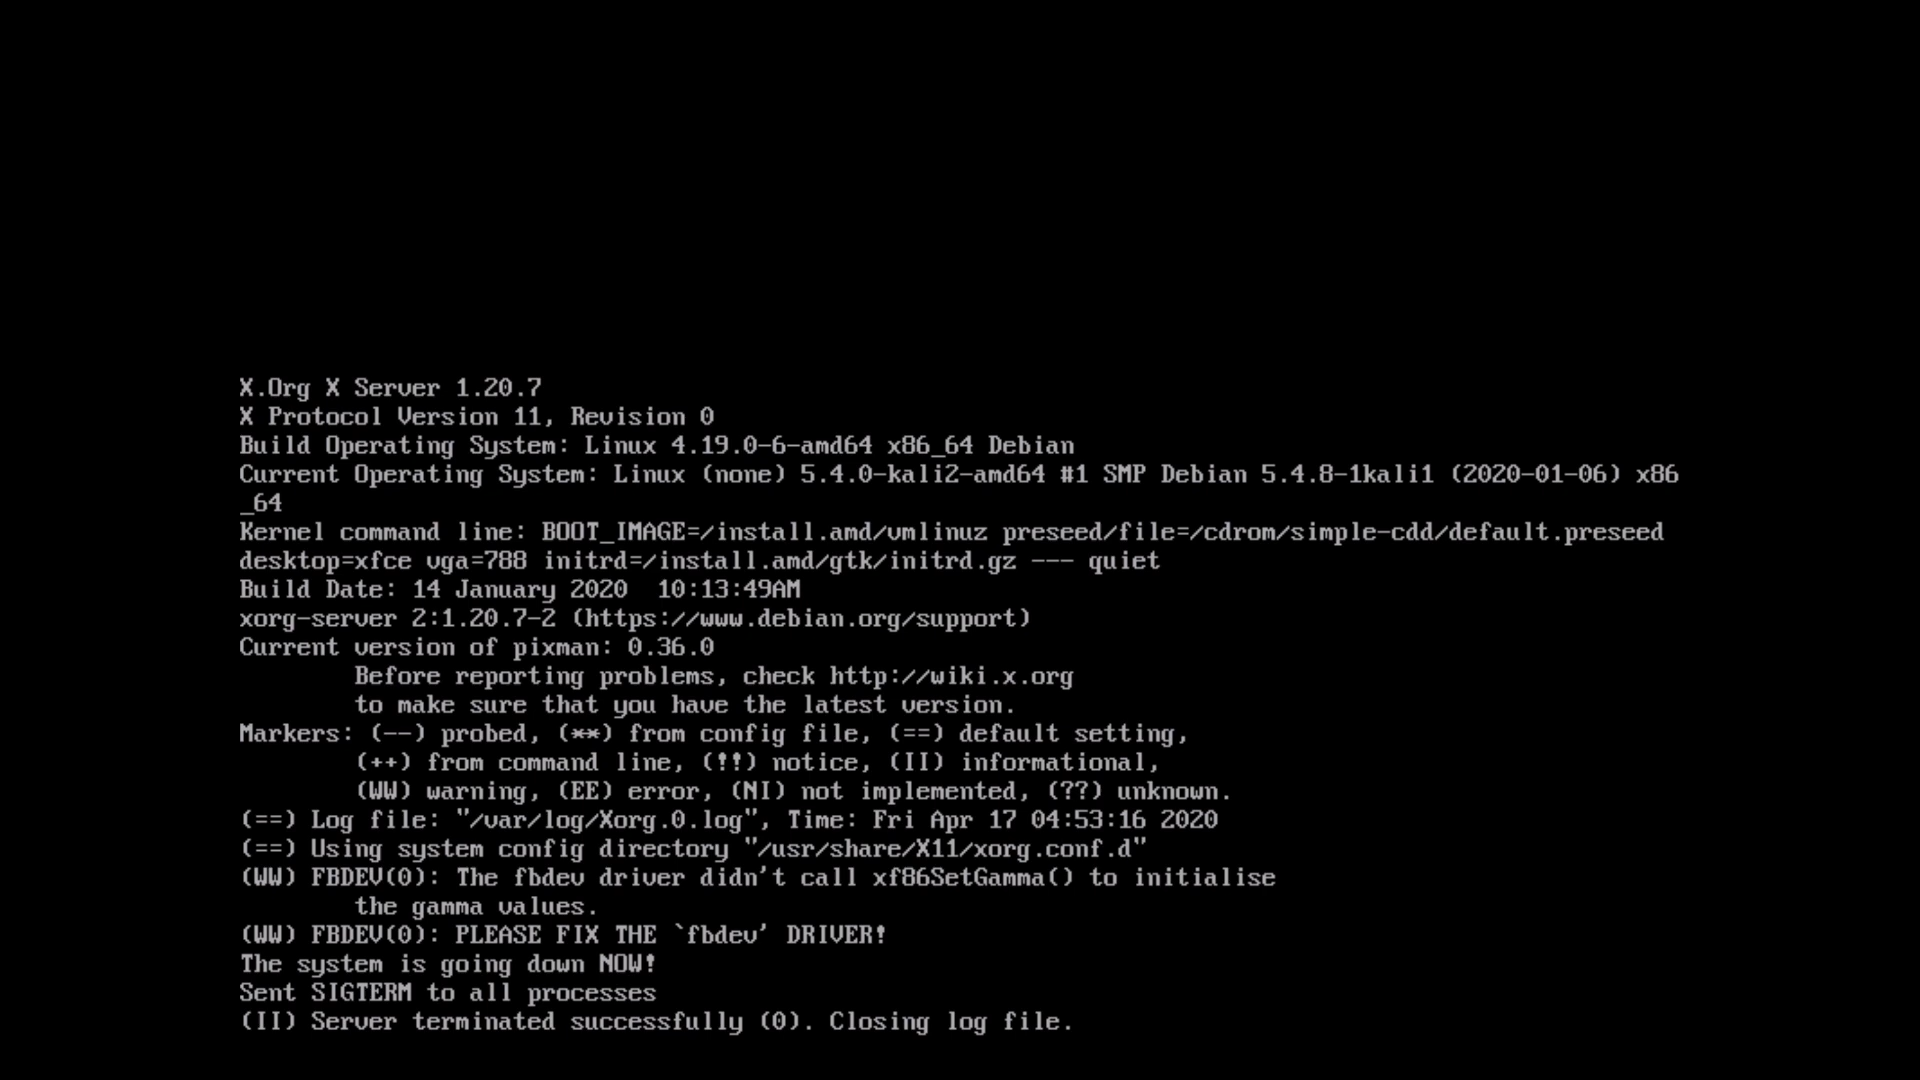 X.Org X Server 1.20.7
X Protocol Version 11, Revision 0
Build Operating System: Linux 4.19.0-6-amd64 x86_64 Debian
Current Operating System: Linux (none) 5.4.0-kali2-amd64 #1 SMP Debian 5.4.8-1kali1 (2020-01-06) x86
_64
Kernel command line: BOOT_IMAGE=/install.amd/vmlinuz preseed/file=/cdrom/simple-cdd/default.preseed
desktop=xfce vga=788 initrd=/install.amd/gtk/initrd.gz --- quiet
Build Date: 14 January 2020  10:13:49AM
xorg-server 2:1.20.7-2 (https://www.debian.org/support)
Current version of pixman: 0.36.0
        Before reporting problems, check http://wiki.x.org
        to make sure that you have the latest version.
Markers: (--) probed, (**) from config file, (==) default setting,
        (++) from command line, (!!) notice, (II) informational,
        (WW) warning, (EE) error, (NI) not implemented, (??) unknown.
(==) Log file: "/var/log/Xorg.0.log", Time: Fri Apr 17 04:53:16 2020
(==) Using system config directory "/usr/share/X11/xorg.conf.d"
(WW) FBDEV(0): The fbdev driver didn't call xf86SetGamma() to initialise
        the gamma values.
(WW) FBDEV(0): PLEASE FIX THE `fbdev' DRIVER!
The system is going down NOW!
Sent SIGTERM to all processes
(II) Server terminated successfully (0). Closing log file.